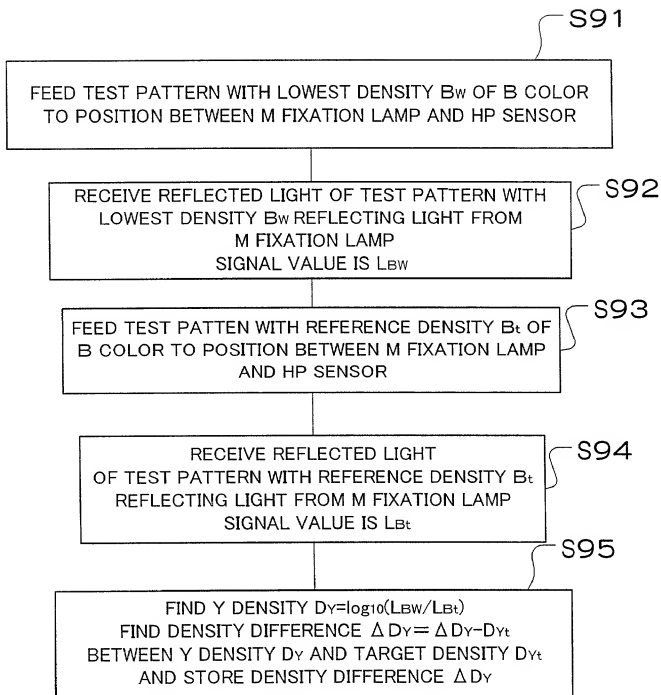 S91
FEED TEST PATTERN WITH LOWEST DENSITY BW OF B COLOR
TO POSITION BETWEEN M FIXATION LAMP AND HP SENSOR
S92
RECEIVE REFLECTED LIGHT OF TEST PATTERN WITH
LOWEST DENSITY BW REFLECTING LIGHT FROM
M FIXATION LAMP
SIGNAL VALUE IS LBW
S93
FEED TEST PATTEN WITH REFERENCE DENSITY Bt OF
B COLOR TO POSITION BETWEEN M FIXATION LAMP
AND HP SENSOR
S94
RECEIVE REFLECTED LIGHT
OF TEST PATTERN WITH REFERENCE DENSITY Bt
REFLECTING LIGHT FROM M FIXATION LAMP
SIGNAL VALUE IS LBt
S95
FIND Y DENSITY DY=log10(LBW/LBt)
FIND DENSITY DIFFERENCE ΔDY=ΔDY-DYt
BETWEEN Y DENSITY DY AND TARGET DENSITY DYt
AND STORE DENSITY DIFFERENCE ΔDY